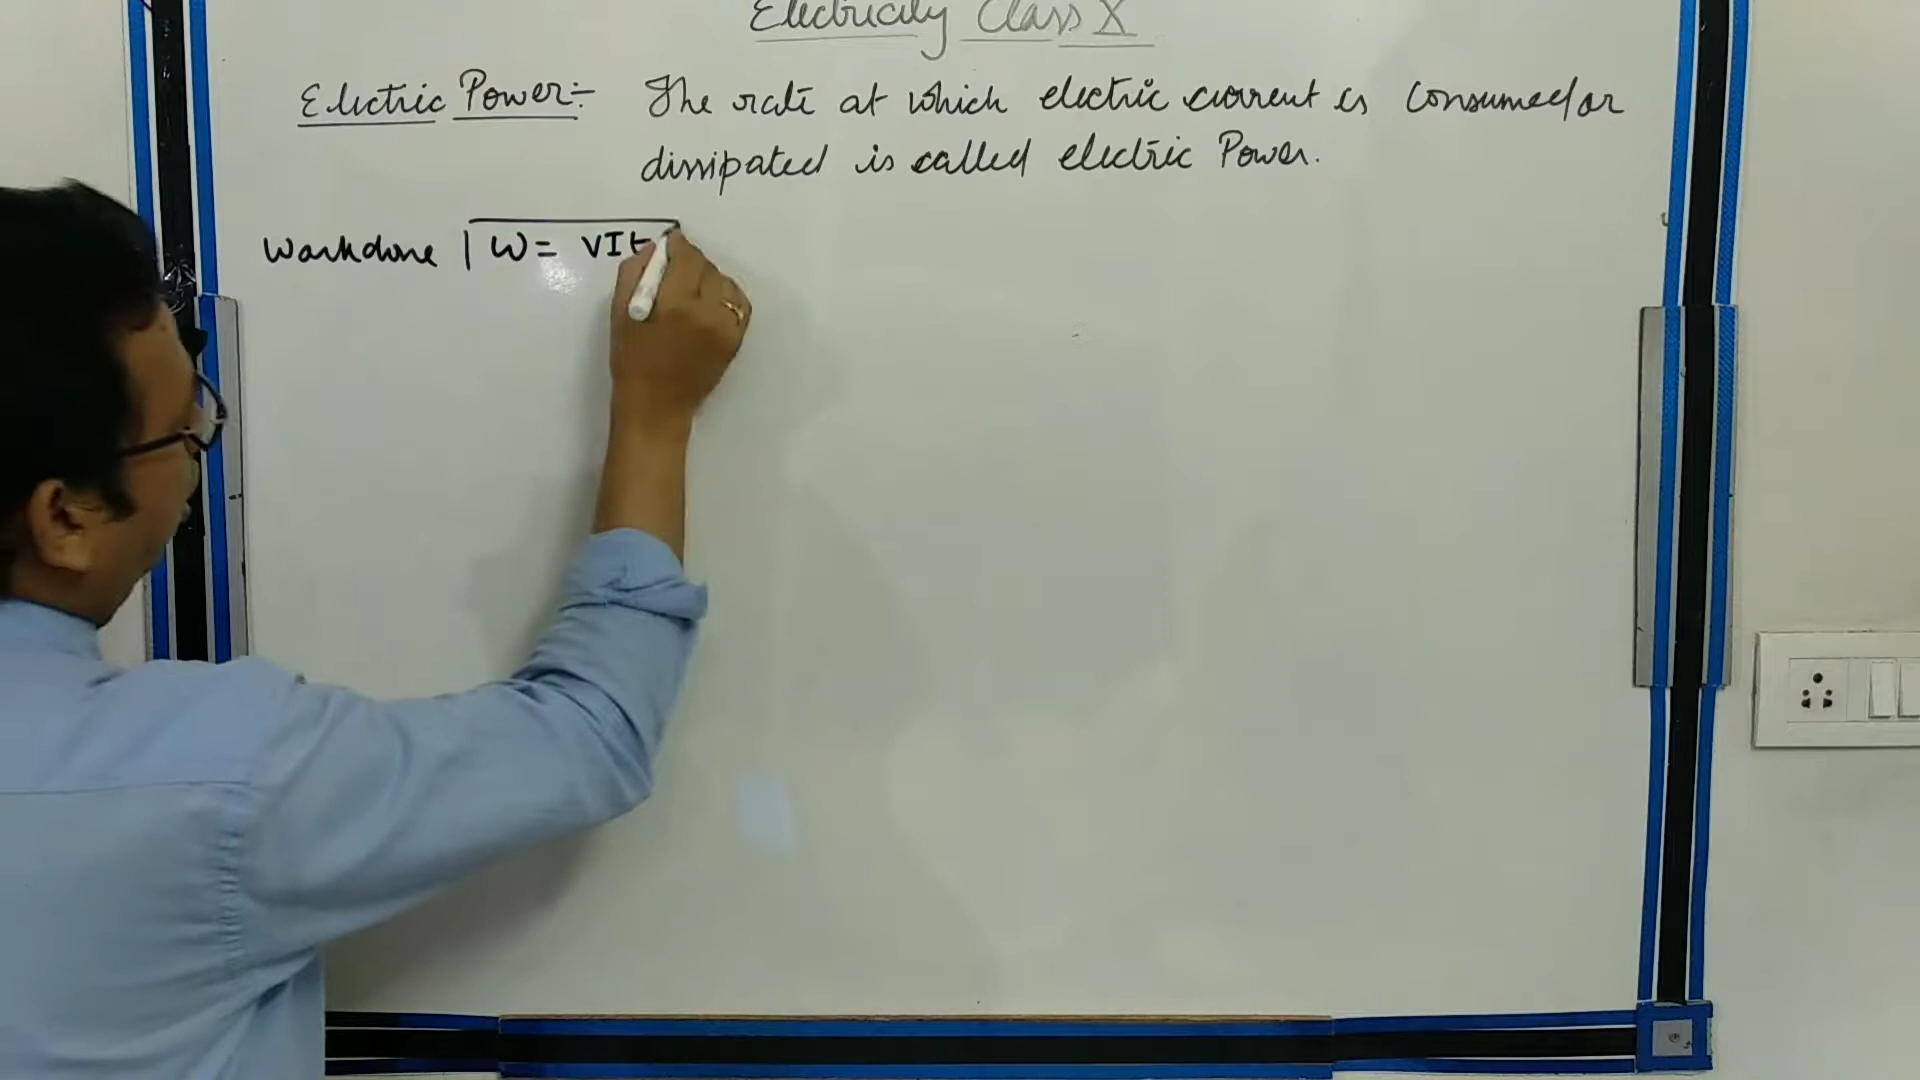 Electricity Class X
Electric Power:- The rate at which electric current is consumed/or
dissipated is called electric Power.
Workdone W= VIt